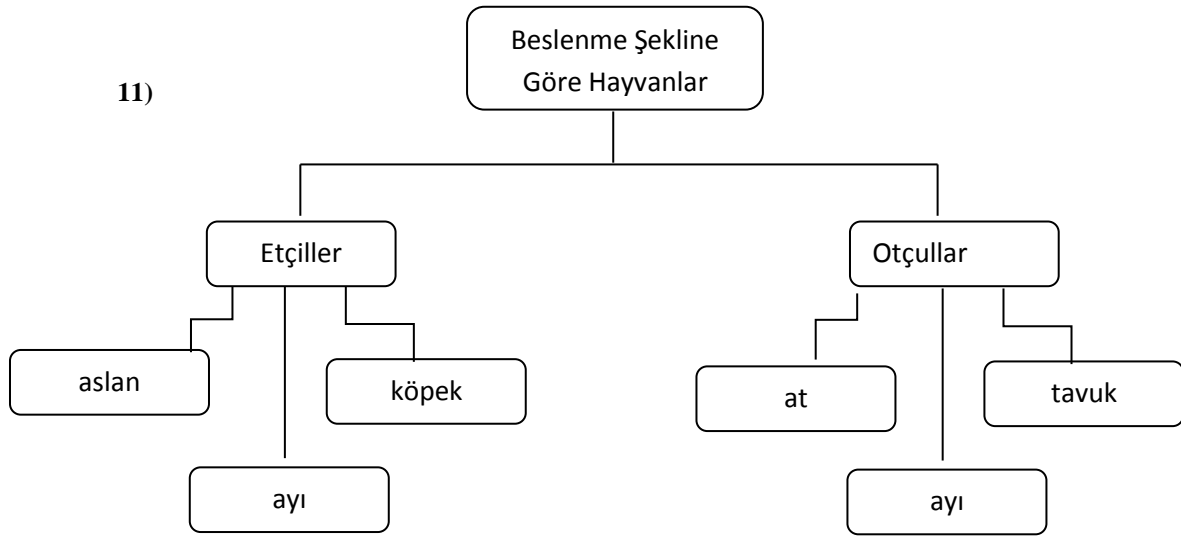 Beslenme Şekline
Göre Hayvanlar
11)
Etçiller
Otçullar
aslan
köpek
at
tavuk
ayı
ayı